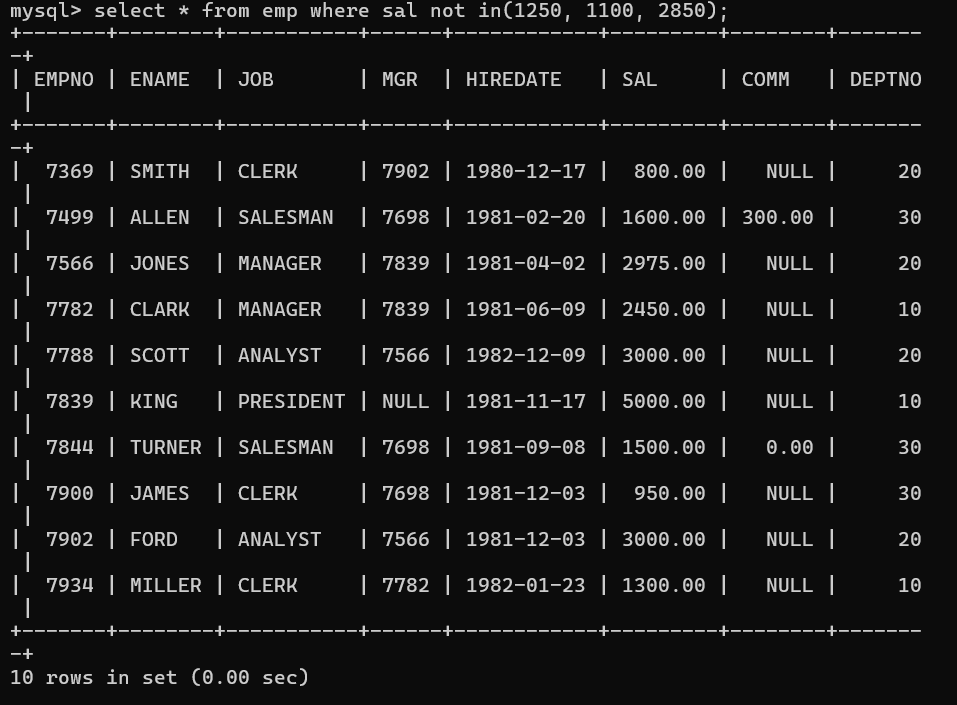 mysql> select * from emp where sal not in(1250, 1100, 2850);
+-------+--------+-----------+------+------------+---------+--------+-------
-+
| EMPNO | ENAME  | JOB       | MGR  | HIREDATE   | SAL     | COMM   | DEPTNO
 |
+-------+--------+-----------+------+------------+---------+--------+-------
-+
|  7369 | SMITH  | CLERK     | 7902 | 1980-12-17 |  800.00 |   NULL |     20
 |
|  7499 | ALLEN  | SALESMAN  | 7698 | 1981-02-20 | 1600.00 | 300.00 |     30
 |
|  7566 | JONES  | MANAGER   | 7839 | 1981-04-02 | 2975.00 |   NULL |     20
 |
|  7782 | CLARK  | MANAGER   | 7839 | 1981-06-09 | 2450.00 |   NULL |     10
 |
|  7788 | SCOTT  | ANALYST   | 7566 | 1982-12-09 | 3000.00 |   NULL |     20
 |
|  7839 | KING   | PRESIDENT | NULL | 1981-11-17 | 5000.00 |   NULL |     10
 |
|  7844 | TURNER | SALESMAN  | 7698 | 1981-09-08 | 1500.00 |   0.00 |     30
 |
|  7900 | JAMES  | CLERK     | 7698 | 1981-12-03 |  950.00 |   NULL |     30
 |
|  7902 | FORD   | ANALYST   | 7566 | 1981-12-03 | 3000.00 |   NULL |     20
 |
|  7934 | MILLER | CLERK     | 7782 | 1982-01-23 | 1300.00 |   NULL |     10
 |
+-------+--------+-----------+------+------------+---------+--------+-------
-+
10 rows in set (0.00 sec)